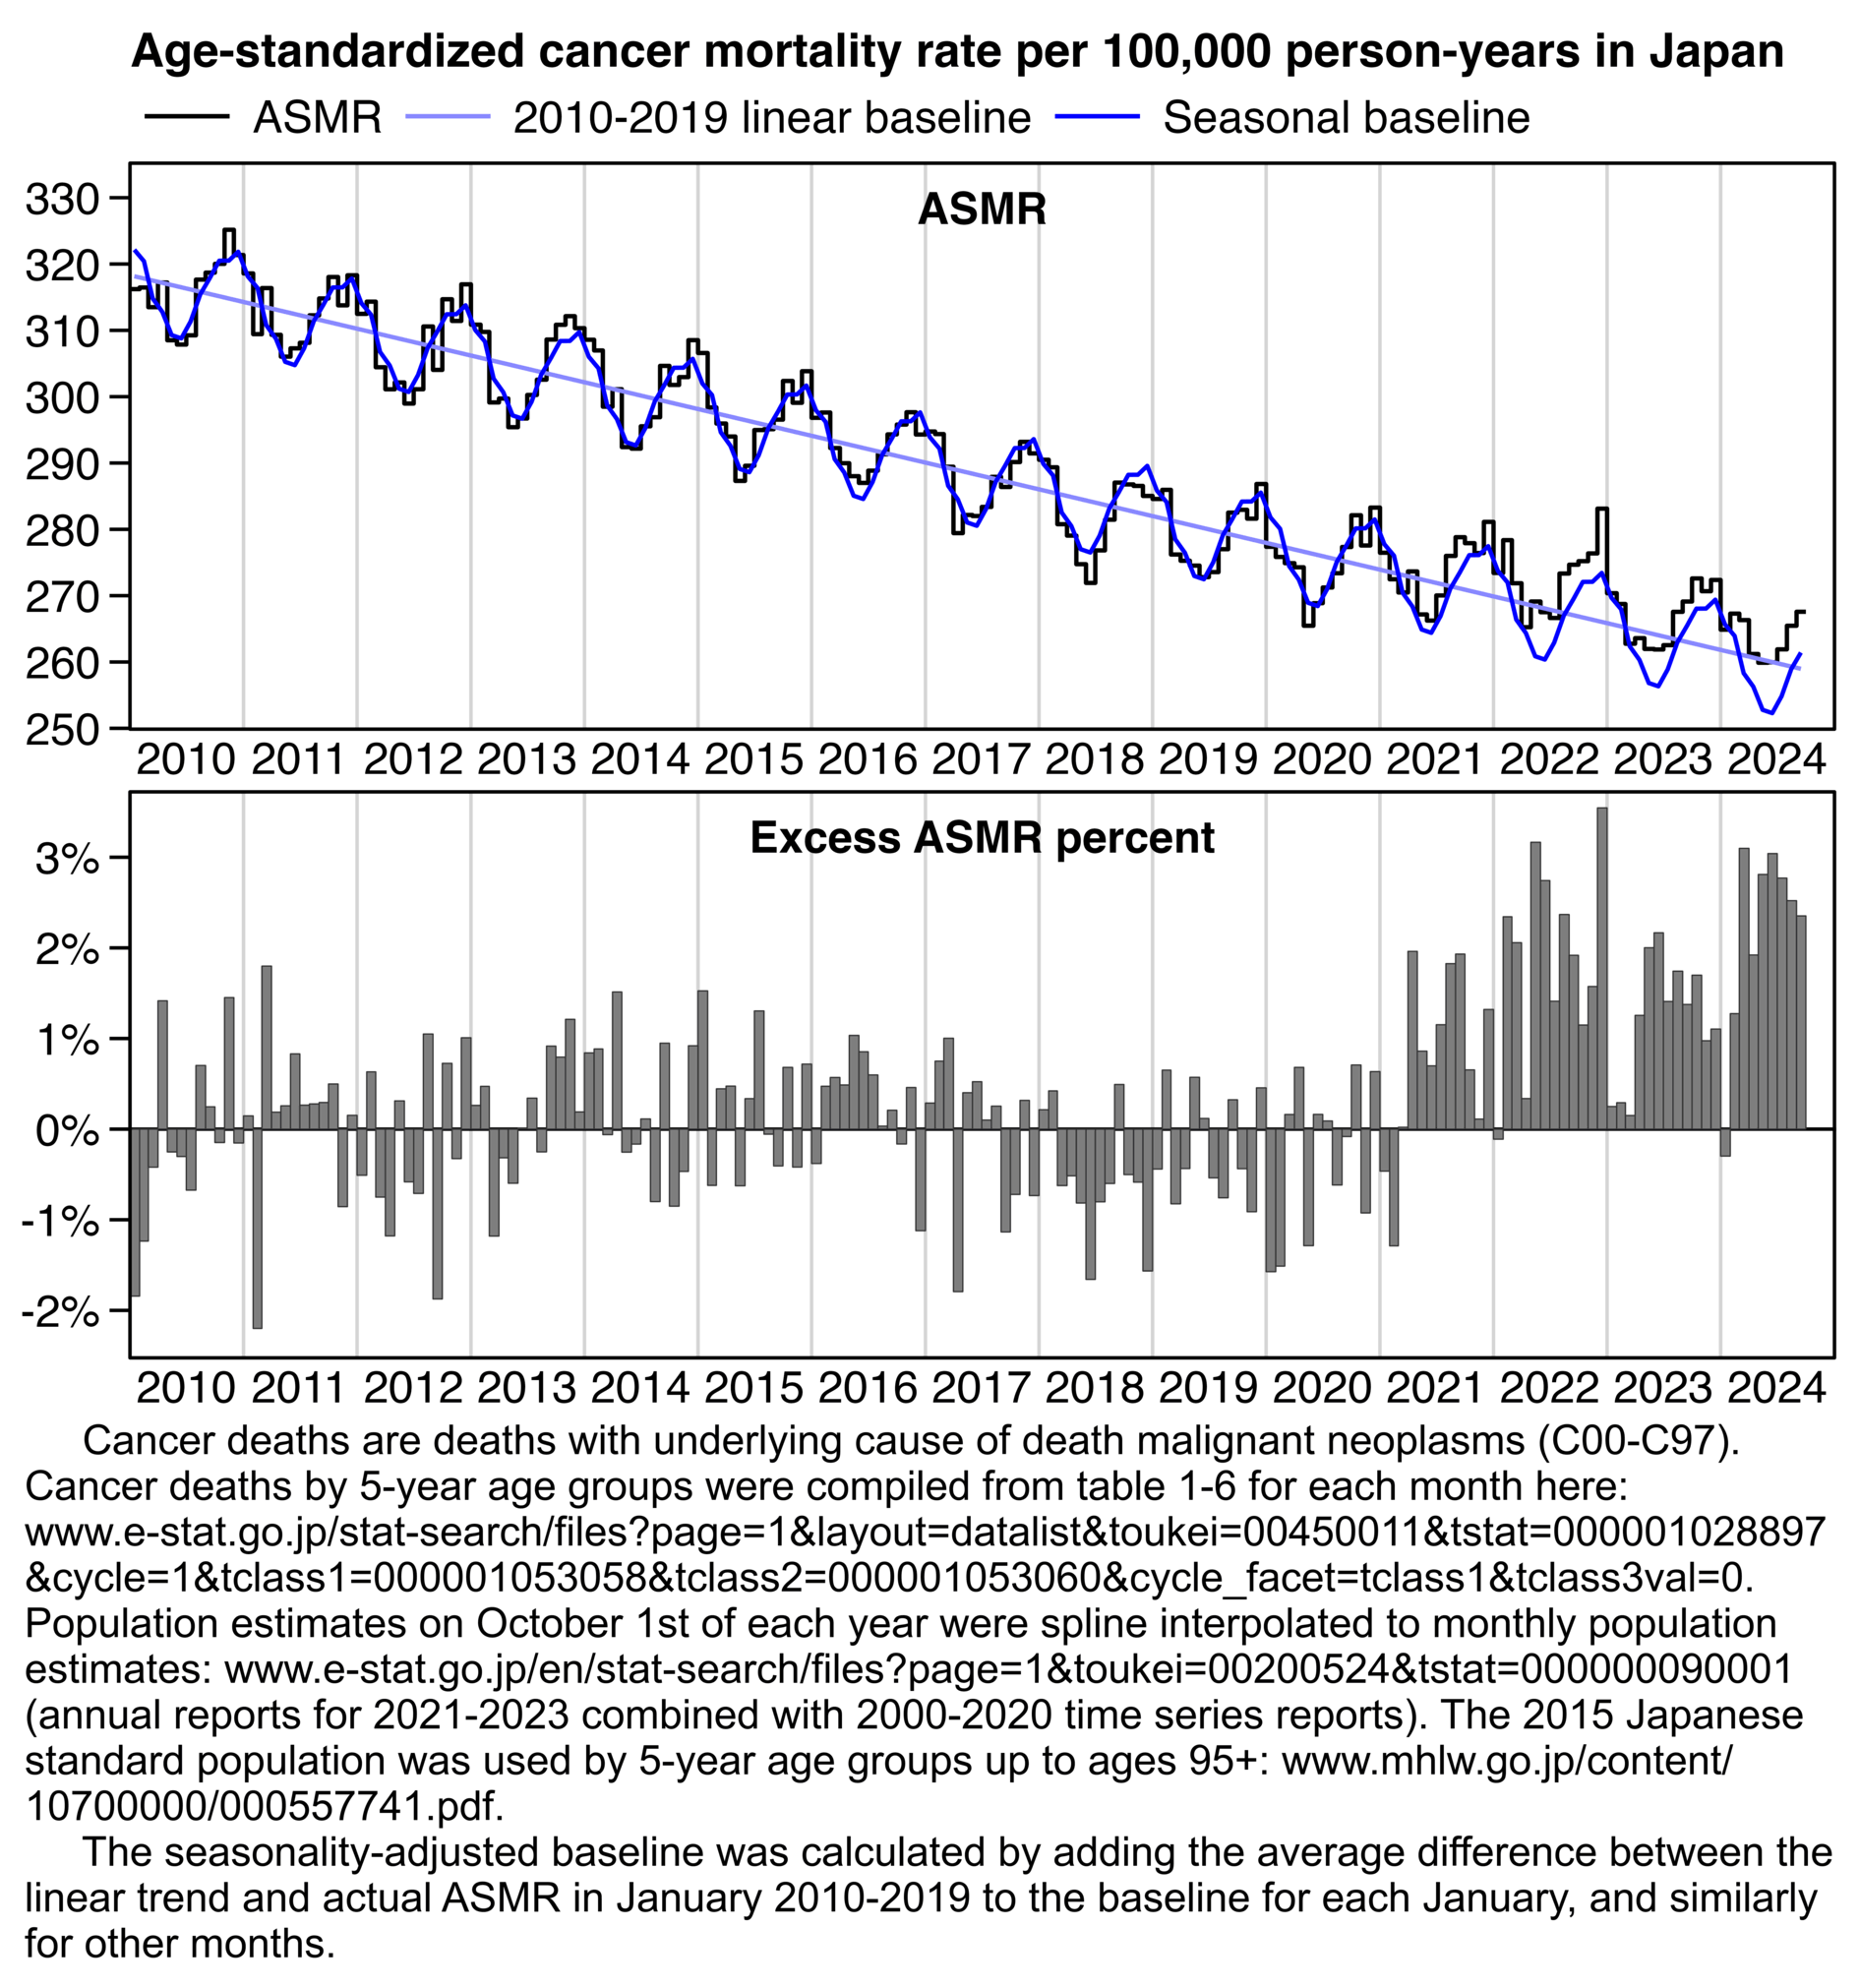 Age-standardized cancer mortality rate per 100,000 person-years in Japan
ASMR 2010-2019 linear baseline Seasonal baseline
ASMR
330
320
310
300
290
280
270
260
250
2010 2011 2012 2013 2014 2015 2016 2017 2018 2019 2020 2021 2022 2023 2024
Excess ASMR percent
3%
2%
1%
0%
-1%
-2%
2010 2011 2012 2013 2014 2015 2016 2017 2018 2019 2020 2021 2022 2023 2024
Cancer deaths are deaths with underlying cause of death malignant neoplasms (C00-C97).
Cancer deaths by 5-year age groups were compiled from table 1-6 for each month here:
www.e-stat.go.jp/stat-search/files?page=1&layout=datalist&toukei=00450011&tstat=000001028897
&cycle=1&tclass1=000001053058&tclass2=000001053060&cycle_facet=tclass1&tclass3val=0.
Population estimates on October 1st of each year were spline interpolated to monthly population
estimates: www.e-stat.go.jp/en/stat-search/files?page=1&toukei=00200524&tstat=000000090001
(annual reports for 2021-2023 combined with 2000-2020 time series reports). The 2015 Japanese
standard population was used by 5-year age groups up to ages 95+: www.mhlw.go.jp/content/
10700000/000557741.pdf.
The seasonality-adjusted baseline was calculated by adding the average difference between the
linear trend and actual ASMR in January 2010-2019 to the baseline for each January, and similarly
for other months.